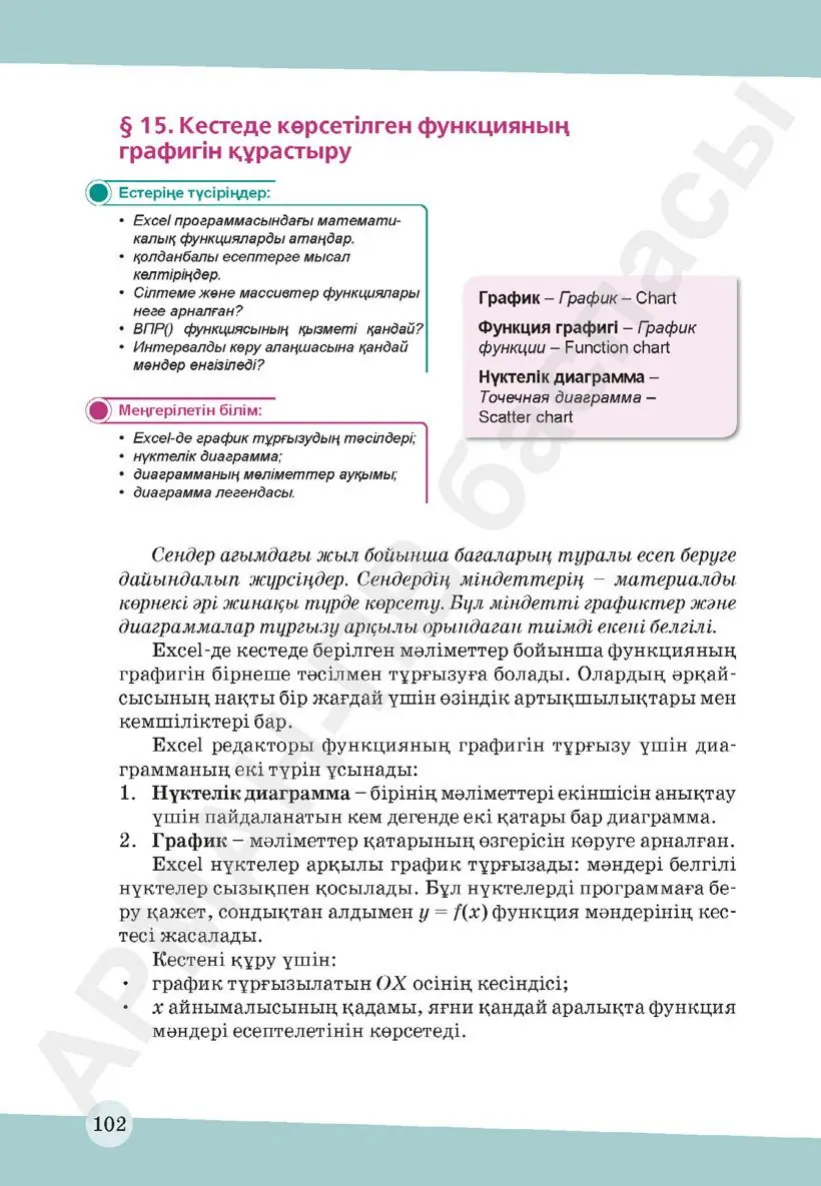 § 15. Кестеде көрсетілген функцияның
графигін құрастыру
Естеріңе түсіріңдер:
• Excel программасындағы математи-
калық функцияларды атаңдар.
• қолданбалы есептерге мысал
келтіріңдер.
• Сілтеме және массивтер функциялары
неге арналған?
• ВПР() функциясының қызметі қандай?
• Интервалды көру алаңшасына қандай
мәндер енгізіледі?
Меңгерілетін білім:
• Excel-де график тұрғызудың тәсілдері;
• нүктелік диаграмма;
• диаграмманың мәліметтер ауқымы;
• диаграмма легендасы.
График – График – Chart
Функция графигі – График
функции – Function chart
Нүктелік диаграмма –
Точечная диаграмма –
Scatter chart
Сендер ағымдағы жыл бойынша бағаларың туралы есеп беруге
дайындалып жүрсіңдер. Сендердің міндеттерің – материалды
көрнекі әрі жинақы түрде көрсету. Бұл міндетті графиктер және
диаграммалар тұрғызу арқылы орындаған тиімді екені белгілі.
Excel-де кестеде берілген мәліметтер бойынша функцияның
графигін бірнеше тәсілмен тұрғызуға болады. Олардың әрқай-
сысының нақты бір жағдай үшін өзіндік артықшылықтары мен
кемшіліктері бар.
Excel редакторы функцияның графигін тұрғызу үшін диа-
грамманың екі түрін ұсынады:
1. Нүктелік диаграмма – бірінің мәліметтері екіншісін анықтау
үшін пайдаланатын кем дегенде екі қатары бар диаграмма.
2. График – мәліметтер қатарының өзгерісін көруге арналған.
Excel нүктелер арқылы график тұрғызады: мәндері белгілі
нүктелер сызықпен қосылады. Бұл нүктелерді программаға бе-
ру қажет, сондықтан алдымен y = f(x) функция мәндерінің кес-
тесі жасалады.
Кестені құру үшін:
• график тұрғызылатын OX осінің кесіндісі;
• x айнымалысының қадамы, яғни қандай аралықта функция
мәндері есептелетінін көрсетеді.
102
АРМАН-ПВ баспасы